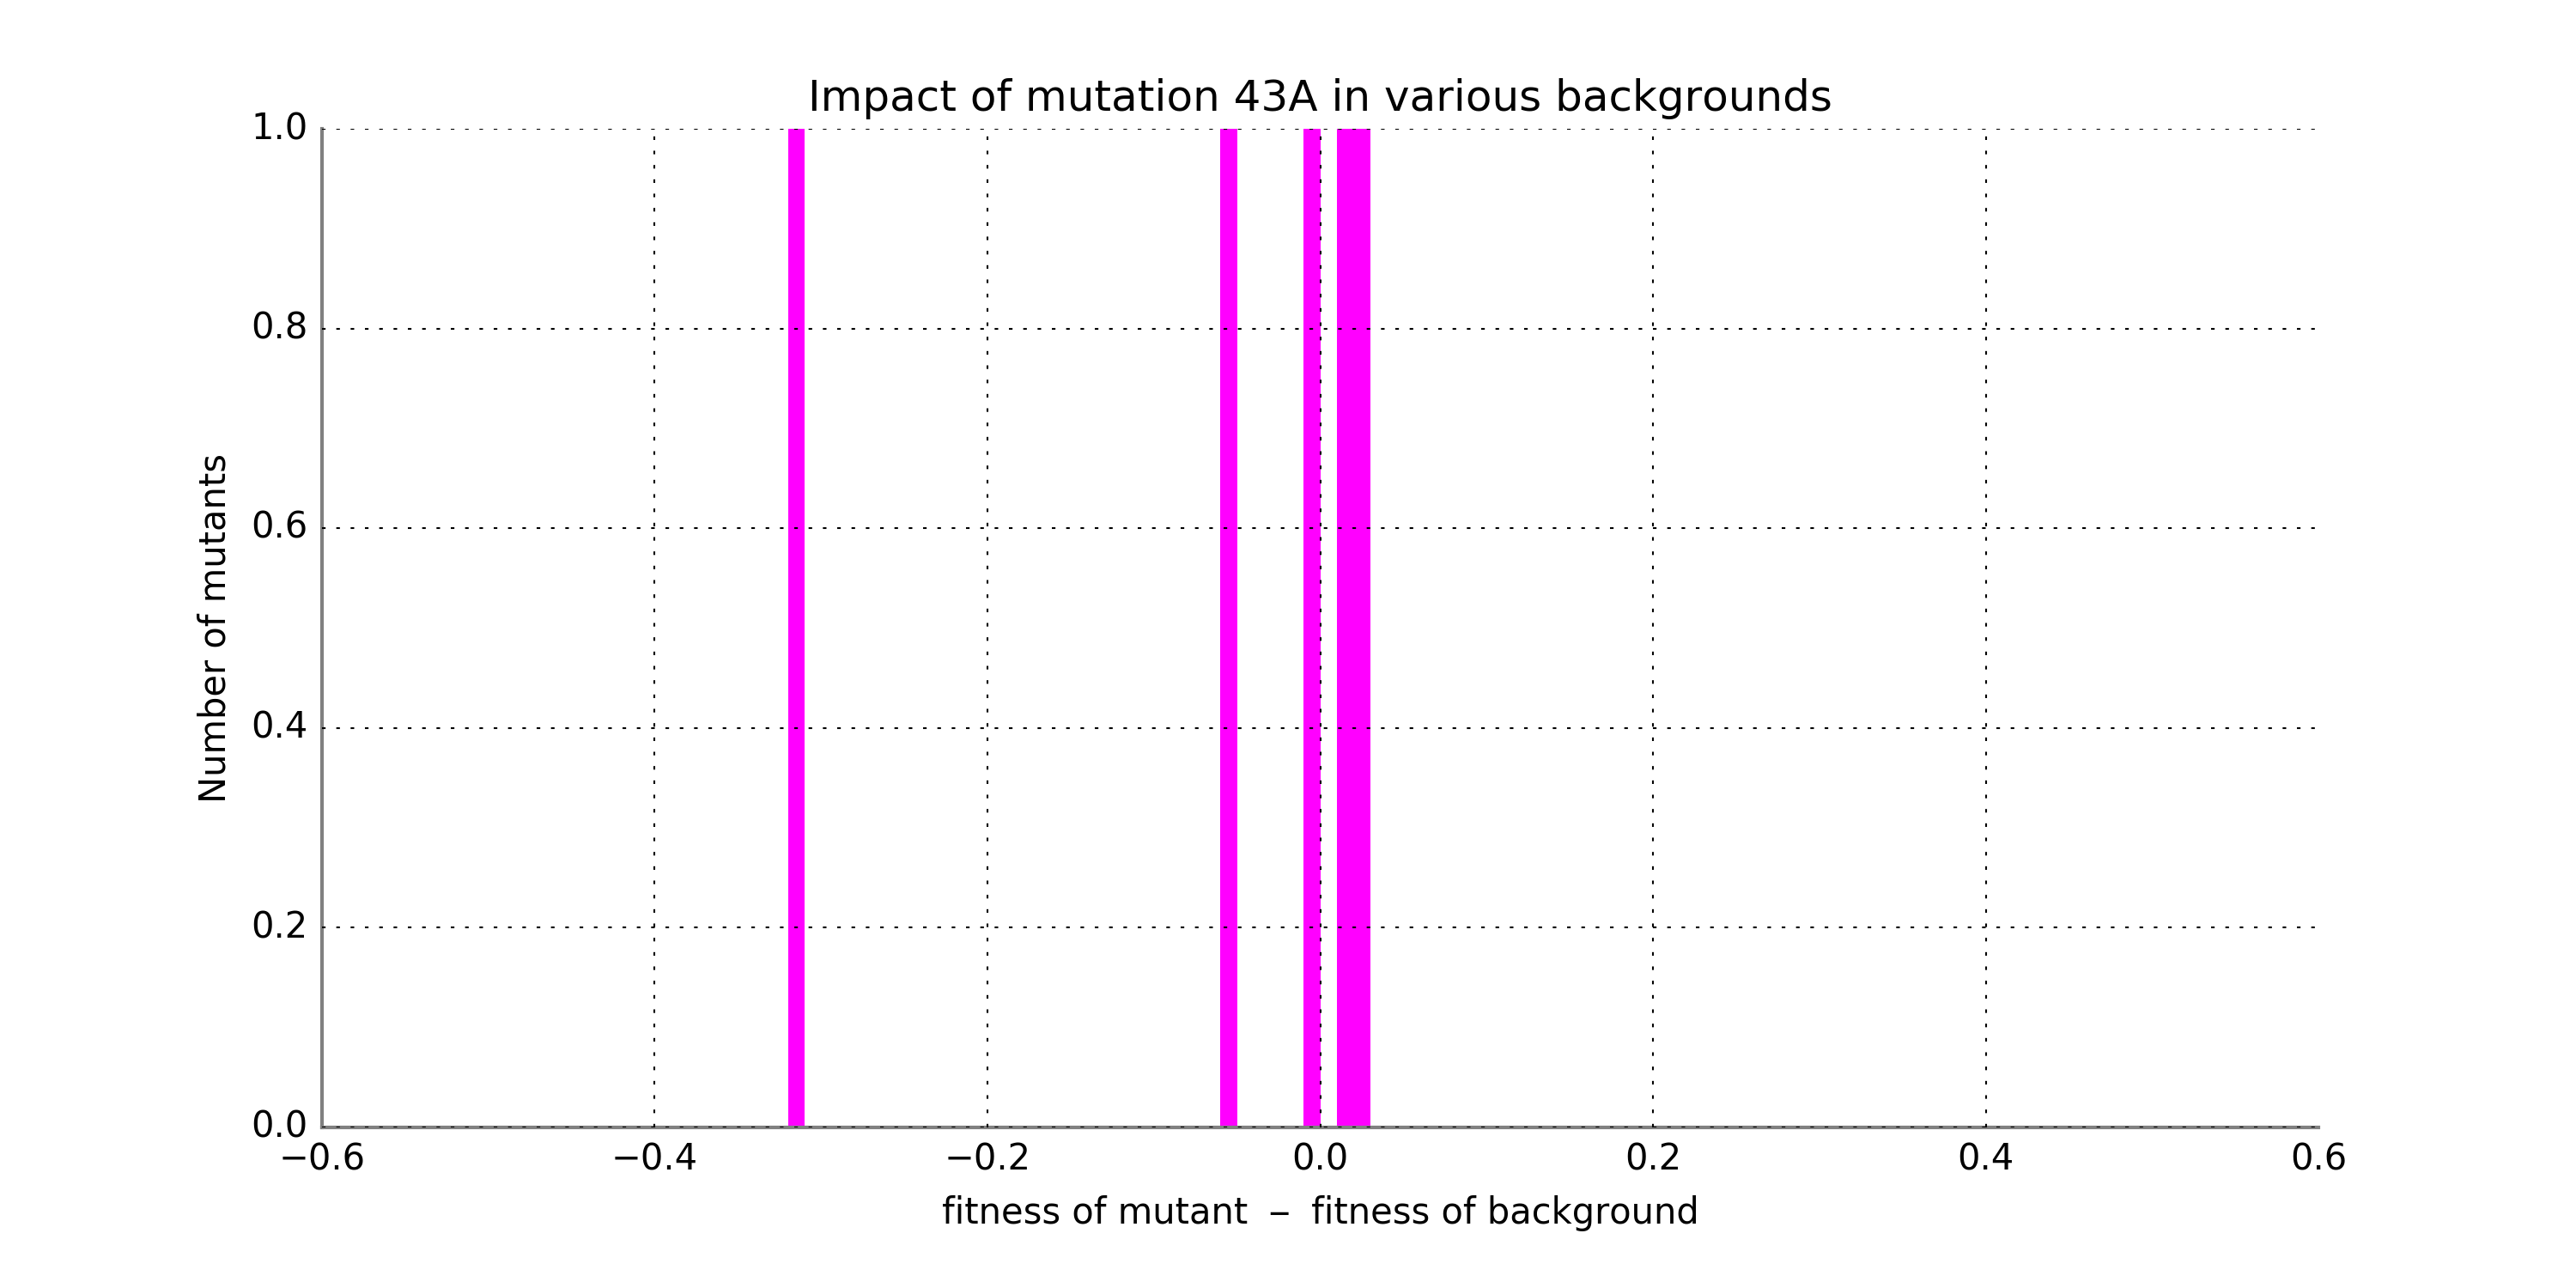 Impact of mutation 43A in various backgrounds
1.0
0.8
0.6
0.4
0.2
0.0
Number of mutants
−0.6 −0.4 −0.2 0.0 0.2 0.4 0.6
fitness of mutant − fitness of background